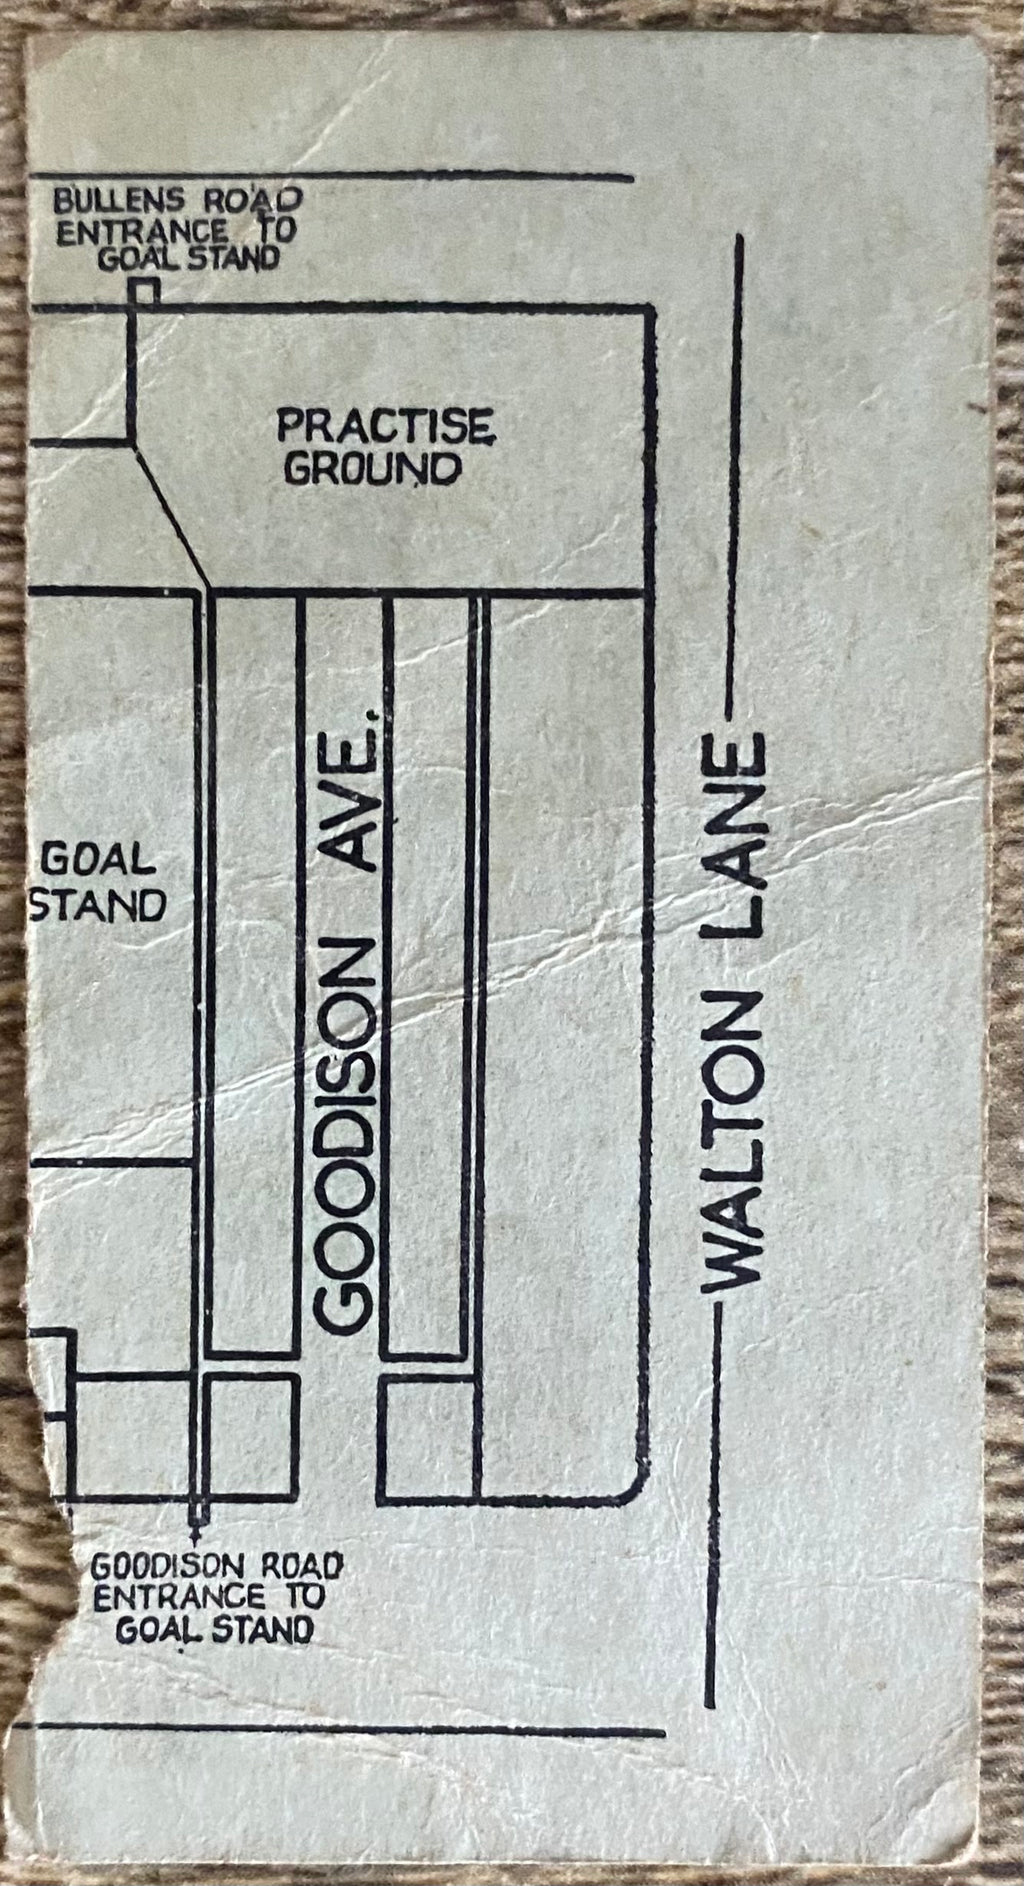 BULLENS ROAD
ENTRANCE TO
GOAL STAND
PRACTISE
GROUND
GOODISON AVE.
GOAL
STAND
WALTON LANE
GOODISON ROAD
ENTRANCE TO
GOAL STAND